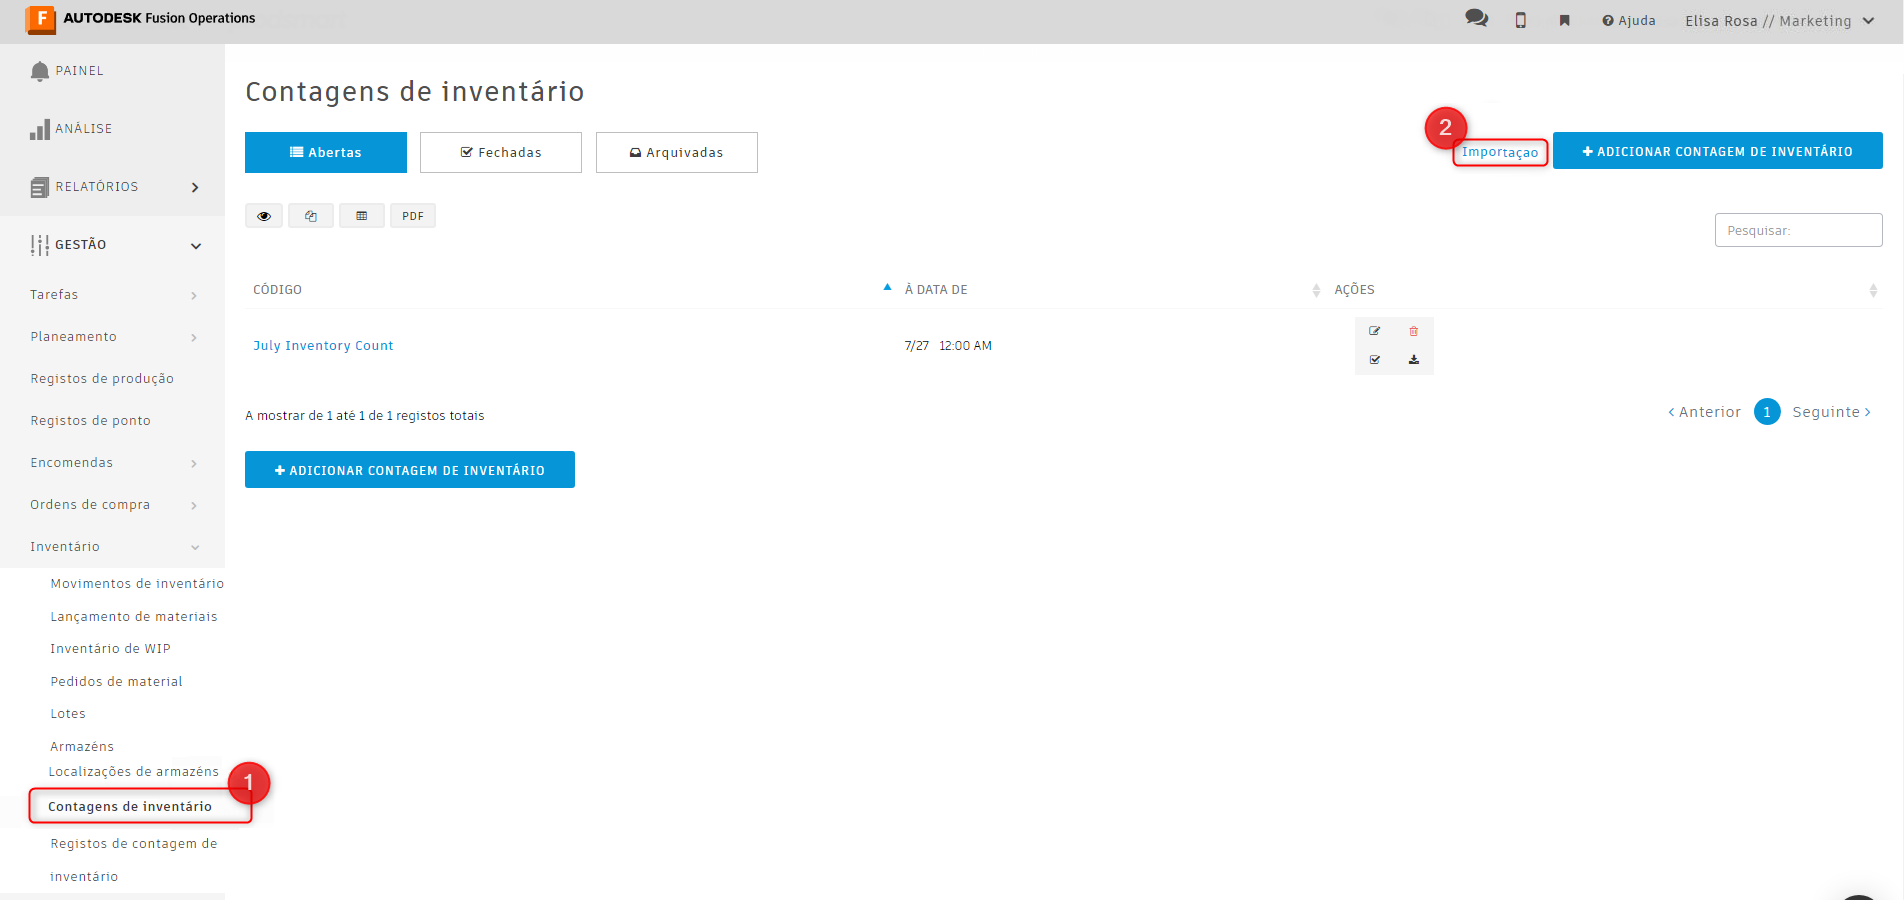 F AUTODESK Fusion Operations
Ajuda
Elisa Rosa // Marketing
PAINEL
ANÁLISE
RELATÓRIOS
GESTÃO
Tarefas
Planeamento
Registos de produção
Registos de ponto
Encomendas
Ordens de compra
Inventário
Movimentos de inventário
Lançamento de materiais
Inventário de WIP
Pedidos de material
Lotes
Armazéns
Localizações de armazéns
1
Contagens de inventário
Registos de contagem de
inventário
Contagens de inventário
Abertas
Fechadas
Arquivadas
2
Importaçao
+ ADICIONAR CONTAGEM DE INVENTÁRIO
PDF
Pesquisar:
CÓDIGO
À DATA DE
AÇÕES
July Inventory Count
7/27 12:00 AM
A mostrar de 1 até 1 de 1 registos totais
‹ Anterior 1 Seguinte ›
+ ADICIONAR CONTAGEM DE INVENTÁRIO